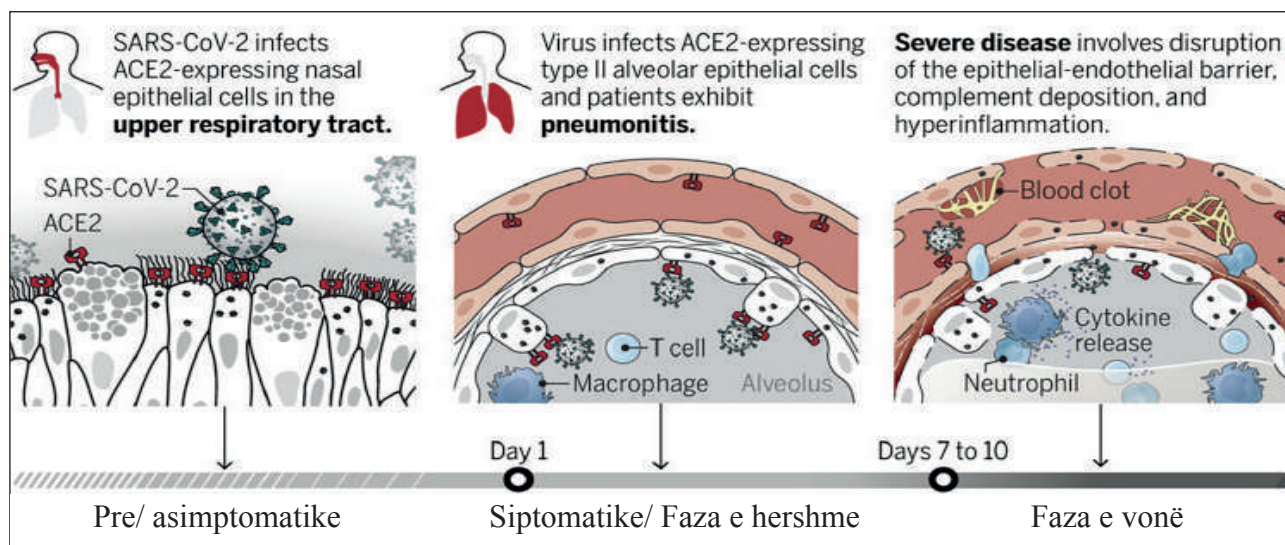 SARS-CoV-2 infects
ACE2-expressing nasal
epithelial cells in the
upper respiratory tract.
Virus infects ACE2-expressing
type II alveolar epithelial cells
and patients exhibit
pneumonitis.
Severe disease involves disruption
of the epithelial-endothelial barrier,
complement deposition, and
hyperinflammation.
SARS-CoV-2
ACE2
T cell
Macrophage
Alveolus
Blood clot
Cytokine
release
Neutrophil
Day 1
Days 7 to 10
Pre/ asimptomatike
Siptomatike/ Faza e hershme
Faza e vonë